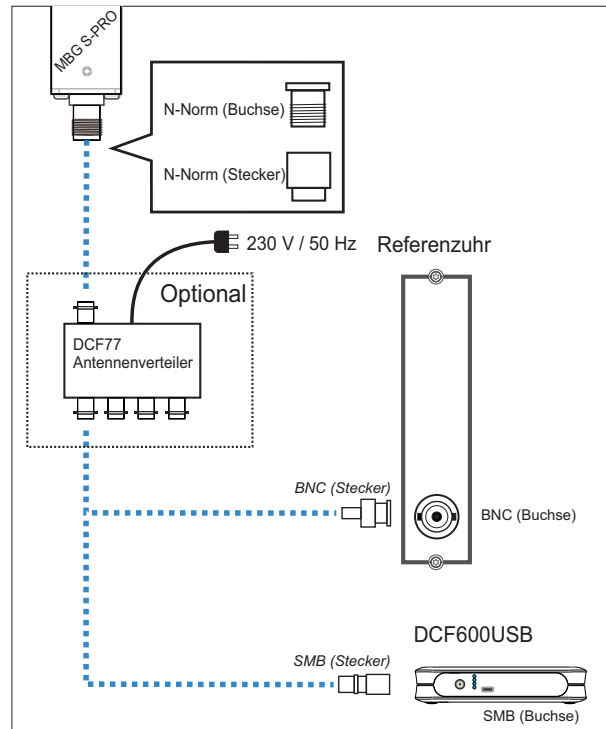 MBG S-PRO
N-Norm (Buchse)
N-Norm (Stecker)
230 V / 50 Hz
Referenzuhr
Optional
DCF77
Antennenverteiler
BNC (Stecker)
BNC (Buchse)
DCF600USB
SMB (Stecker)
SMB (Buchse)